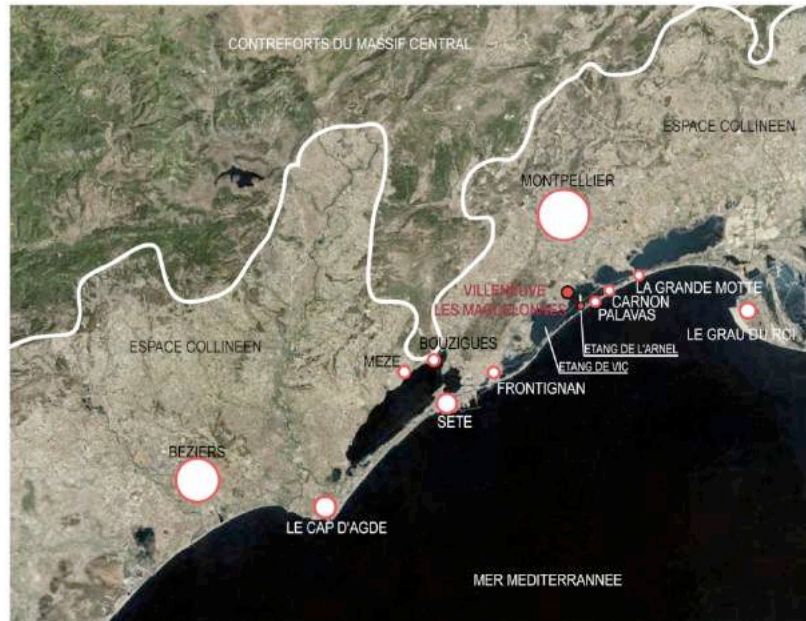 CONTREFORTS DU MASSIF CENTRAL
ESPACE COLLINEEN
MONTPELLIER
VILLENEUVE
LES MAGUELONNES
LA GRANDE MOTTE
CARNON
PALAVAS
LE GRAU DU ROI
ESPACE COLLINEEN
BOUZIGUES
MEZE
ETANG DE L'ARNEL
ETANG DE VIC
FRONTIGNAN
SETE
BEZIERS
LE CAP D'AGDE
MER MEDITERRANNEE